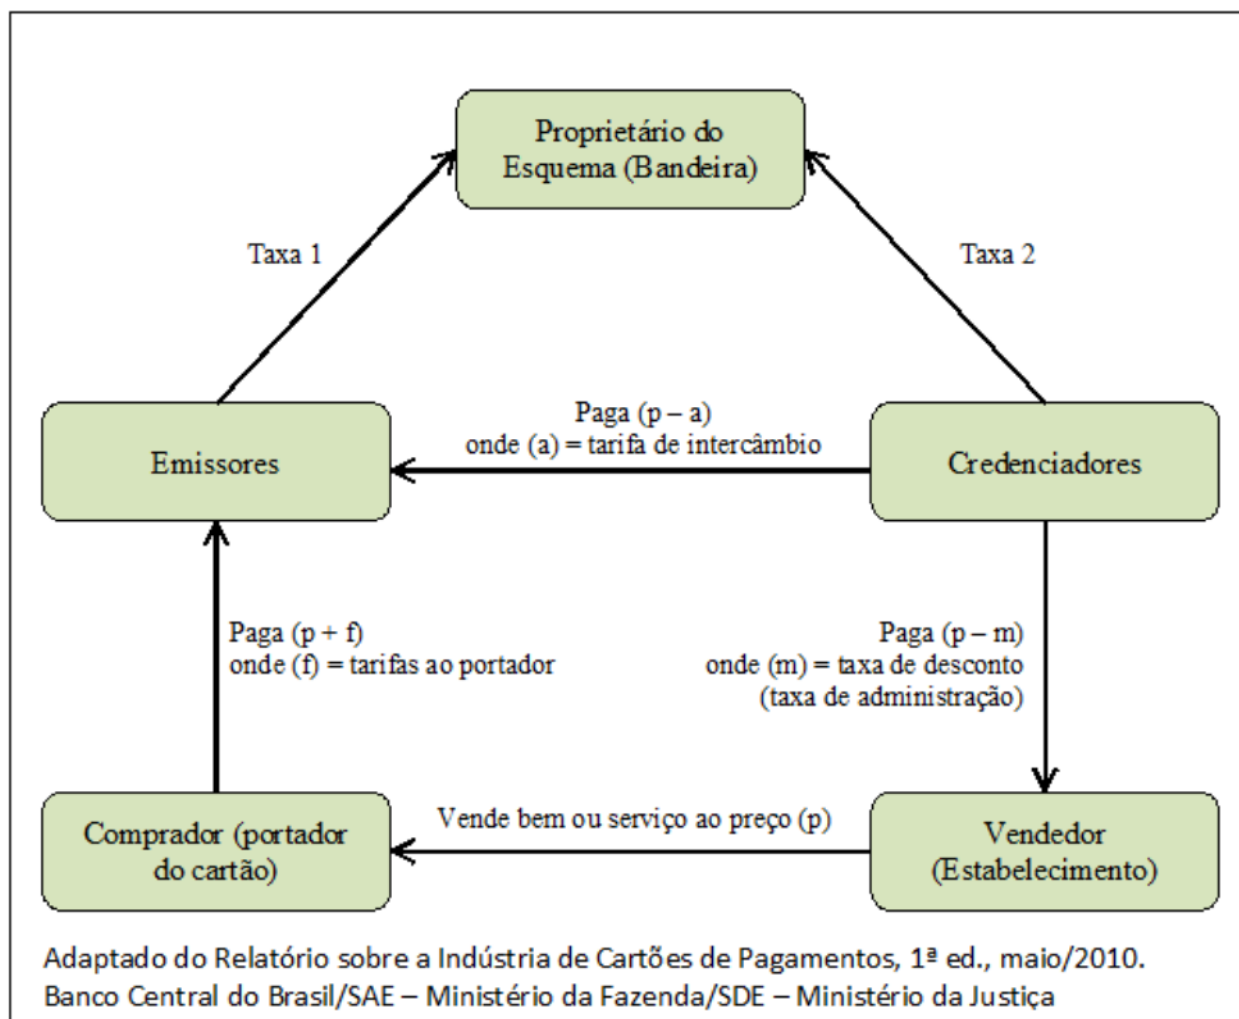 Proprietário do
Esquema (Bandeira)
Taxa 1
Taxa 2
Paga (p – a)
onde (a) = tarifa de intercâmbio
Emissores
Credenciadores
Paga (p + f)
onde (f) = tarifas ao portador
Paga (p – m)
onde (m) = taxa de desconto
(taxa de administração)
Comprador (portador
do cartão)
Vende bem ou serviço ao preço (p)
Vendedor
(Estabelecimento)
Adaptado do Relatório sobre a Indústria de Cartões de Pagamentos, 1ª ed., maio/2010.
Banco Central do Brasil/SAE – Ministério da Fazenda/SDE – Ministério da Justiça